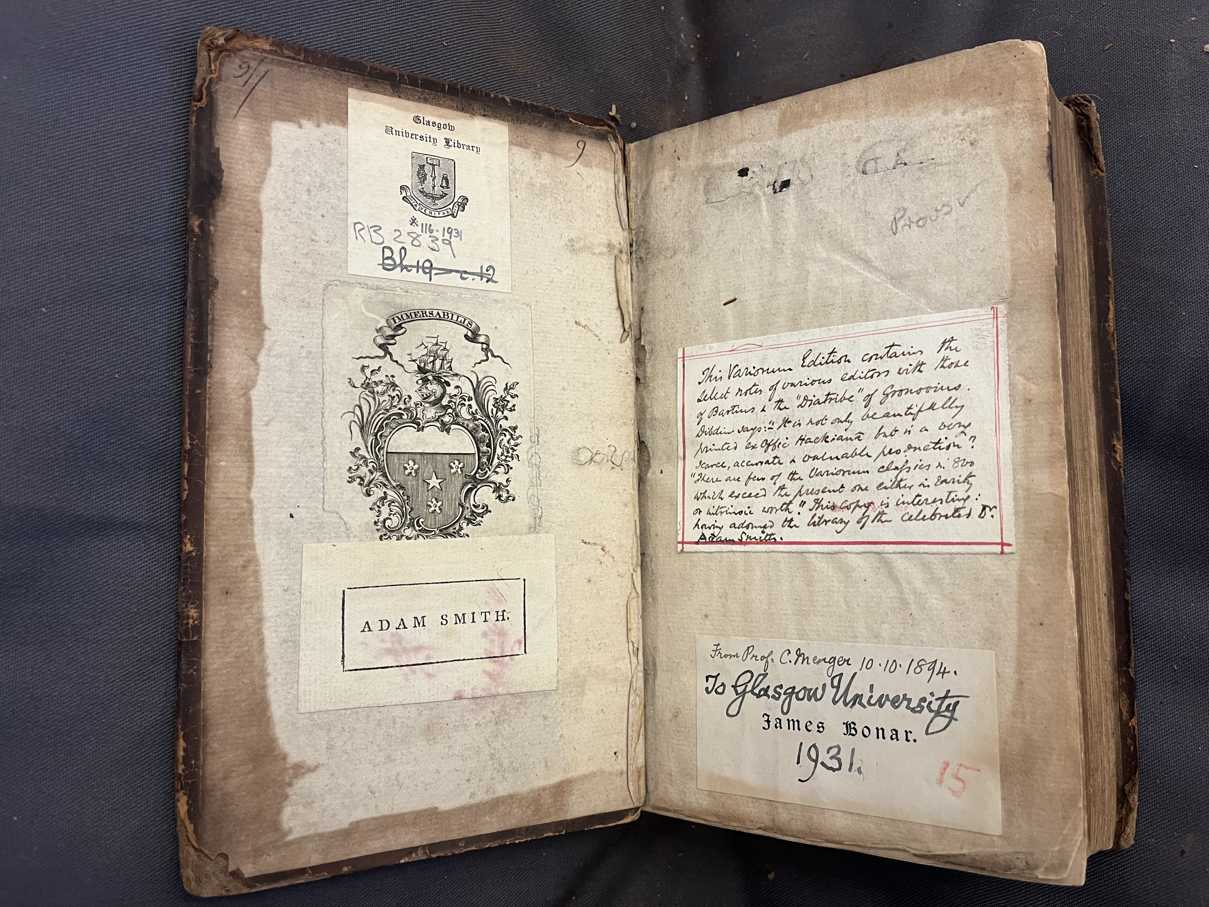 9/1
Glasgow
University Library
116-1931
RB 2839
Bh19-c.12
9
IMMERSABILIS
ADAM SMITH.
This Variorum Edition contains the
select notes of various editors with those
of Bartius & the "Diatribe" of Gronovius.
Dibdin says:- "It is not only beautifully
printed ex Offic Hackiana but is a very
scarce, accurate & valuable production"
"There are few of the Variorum classics in 8vo
which exceed the present one either in rarity
or intrinsic worth." This copy is interesting:
having adorned the library of the celebrated Dr.
Adam Smith.
From Prof. C. Menger 10.10.1894.
To Glasgow University
James Bonar.
1931.
15